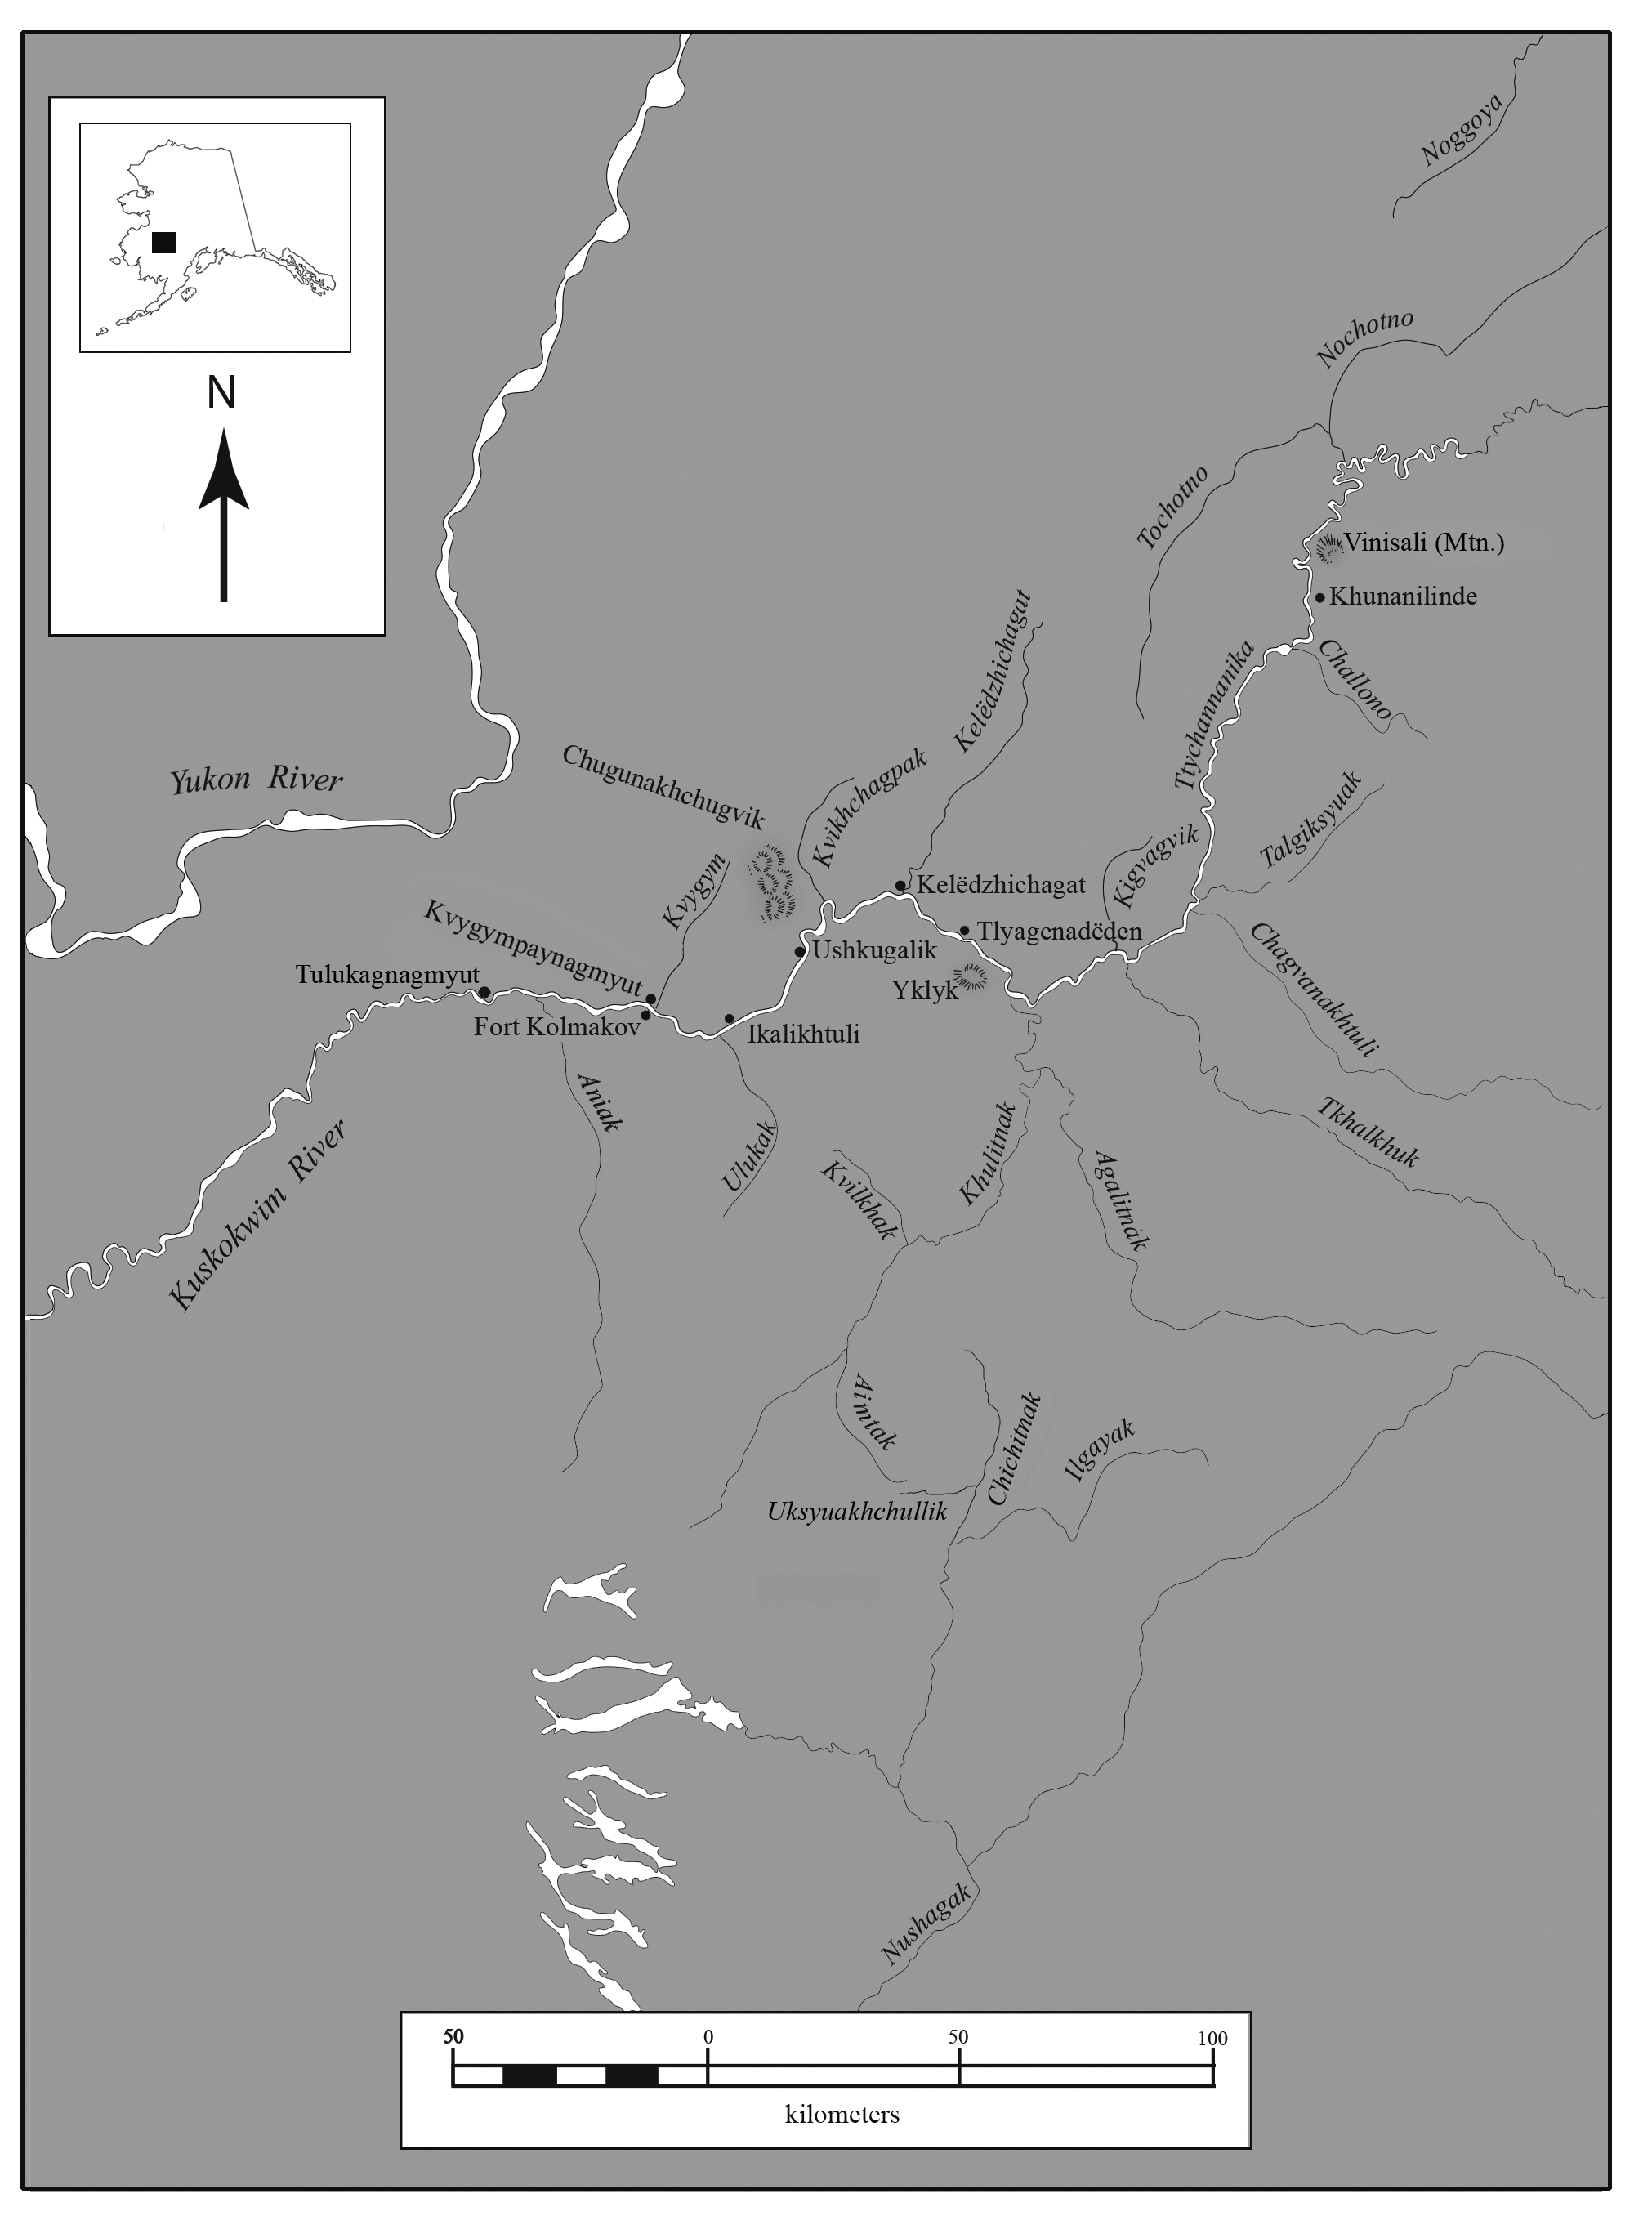 Noggoya
N
Nochotno
Tochotno
Vinisali (Mtn.)
Khunanilinde
Challono
Ttychannanika
Kelëdzhichagat
Chugunakhchugvik
Kvikhchagpak
Yukon River
Talgiksyuak
Kigvagvik
Kvygym
Kelëdzhichagat
Kvygympaynagmyut
Tlyagenadëden
Ushkugalik
Chagvanakhtuli
Tulukagnagmyut
Yklyk
Fort Kolmakov
Ikalikhtuli
Aniak
Kuskokwim River
Ulukak
Khulitnak
Tkhalkhuk
Kvilkhak
Agalitnak
Aimtak
Chichitnak
Ilgayak
Uksyuakhchullik
Nushagak
50 0 50 100
kilometers